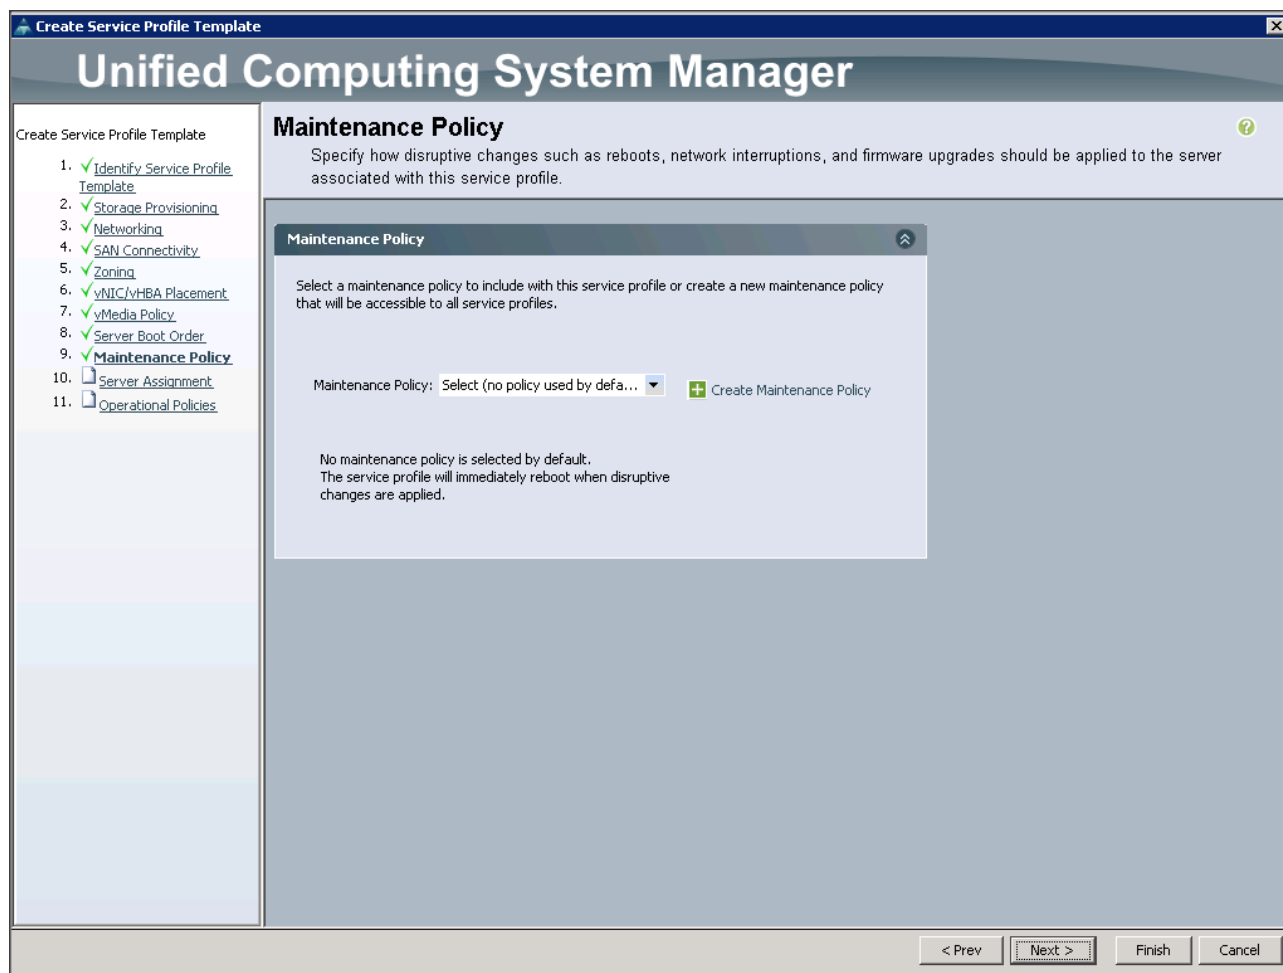 Create Service Profile Template
Unified Computing System Manager
Create Service Profile Template
1. Identify Service Profile
Template
2. Storage Provisioning
3. Networking
4. SAN Connectivity
5. Zoning
6. vNIC/vHBA Placement
7. vMedia Policy
8. Server Boot Order
9. Maintenance Policy
10. Server Assignment
11. Operational Policies
Maintenance Policy
Specify how disruptive changes such as reboots, network interruptions, and firmware upgrades should be applied to the server
associated with this service profile.
Maintenance Policy
Select a maintenance policy to include with this service profile or create a new maintenance policy
that will be accessible to all service profiles.
Maintenance Policy: Select (no policy used by defa... Create Maintenance Policy
No maintenance policy is selected by default.
The service profile will immediately reboot when disruptive
changes are applied.
< Prev Next > Finish Cancel